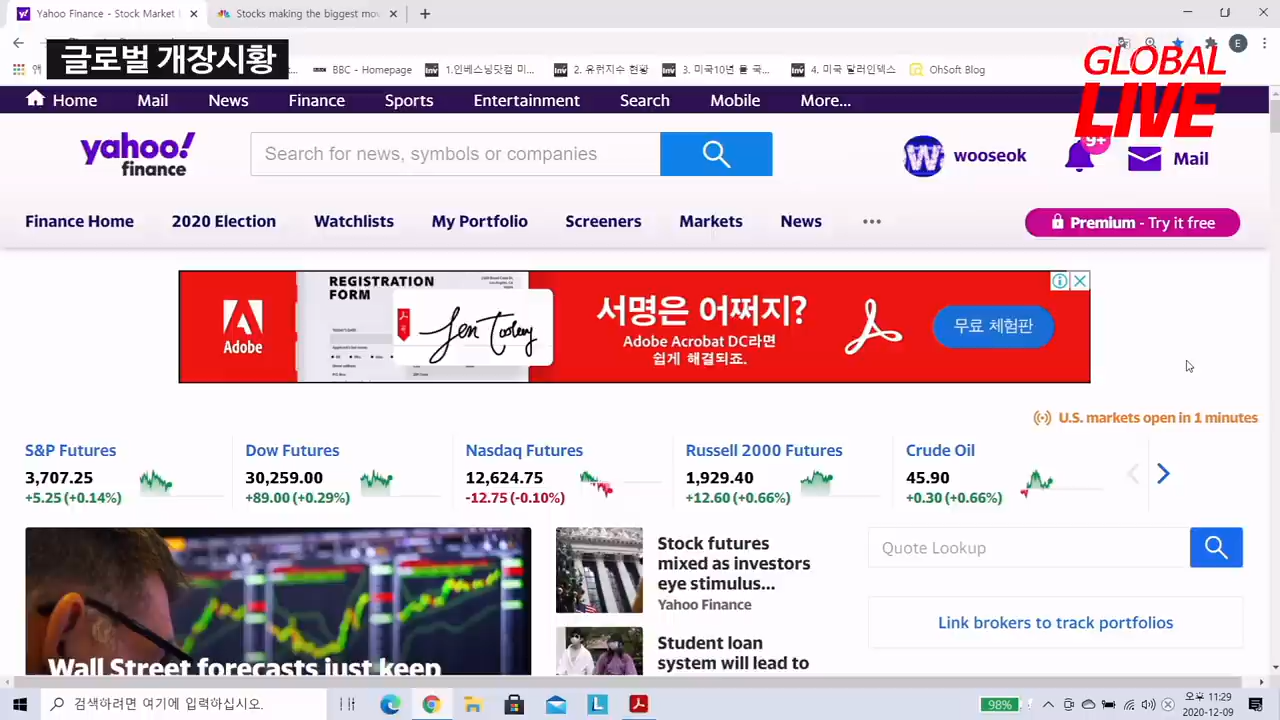 Yahoo Finance - Stock Market
Stocks making the biggest mov
글로벌 개장시황
GLOBAL
LIVE
BBC - Homepage
1.인베스팅닷컴 미...
2. 유럽지수 현황
3. 미국10년 물 국...
4. 미국 달러인덱스
OhSoft Blog
E
Home Mail News Finance Sports Entertainment Search Mobile More...
yahoo!
finance
Search for news, symbols or companies
W wooseok
9+
Mail
Finance Home 2020 Election Watchlists My Portfolio Screeners Markets News
Premium - Try it free
REGISTRATION
FORM
Adobe
Jen Tooley
서명은 어쩌지?
Adobe Acrobat DC라면
쉽게 해결되죠.
무료 체험판
U.S. markets open in 1 minutes
S&P Futures
3,707.25
+5.25 (+0.14%)
Dow Futures
30,259.00
+89.00 (+0.29%)
Nasdaq Futures
12,624.75
-12.75 (-0.10%)
Russell 2000 Futures
1,929.40
+12.60 (+0.66%)
Crude Oil
45.90
+0.30 (+0.66%)
Wall Street forecasts just keep
Stock futures
mixed as investors
eye stimulus...
Yahoo Finance
Student loan
system will lead to
Quote Lookup
Link brokers to track portfolios
검색하려면 여기에 입력하십시오.
98%
오후 11:29
2020-12-09